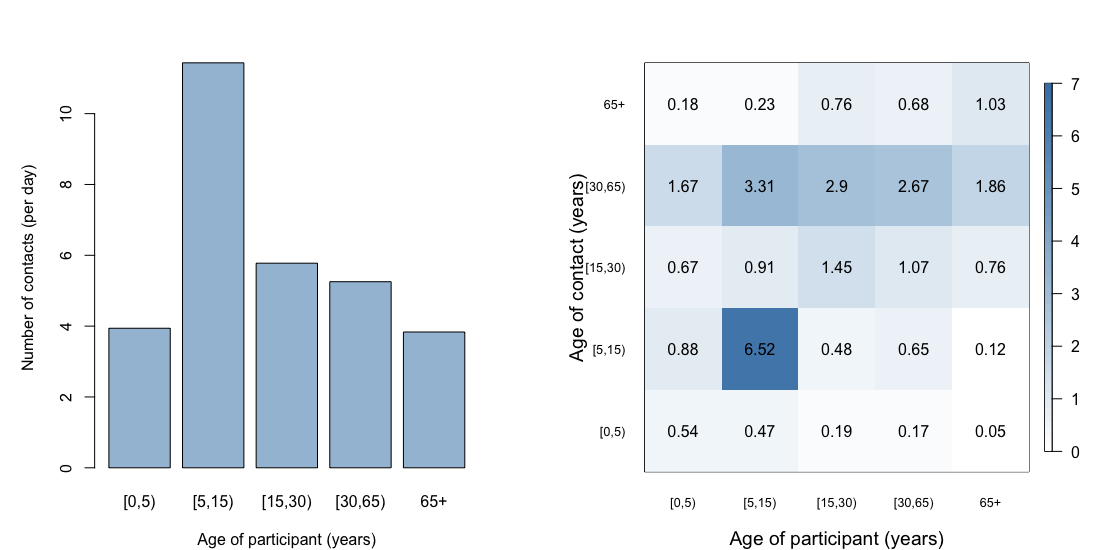 Number of contacts (per day)
10
8
6
4
2
0
[0,5) [5,15) [15,30) [30,65) 65+
Age of participant (years)
Age of contact (years)
65+ 0.18 0.23 0.76 0.68 1.03
[30,65) 1.67 3.31 2.9 2.67 1.86
[15,30) 0.67 0.91 1.45 1.07 0.76
[5,15) 0.88 6.52 0.48 0.65 0.12
[0,5) 0.54 0.47 0.19 0.17 0.05
[0,5) [5,15) [15,30) [30,65) 65+
Age of participant (years)
7
6
5
4
3
2
1
0